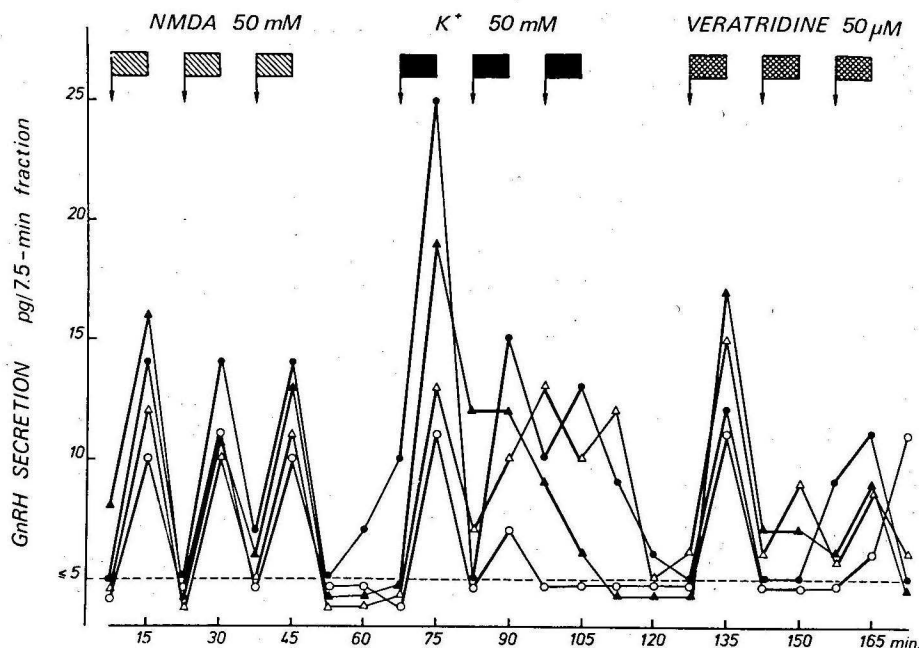 NMDA 50 mM K⁺ 50 mM VERATRIDINE 50 µM
GnRH SECRETION pg/7.5-min fraction
25
20
15
10
≤5
15 30 45 60 75 90 105 120 135 150 165 min.